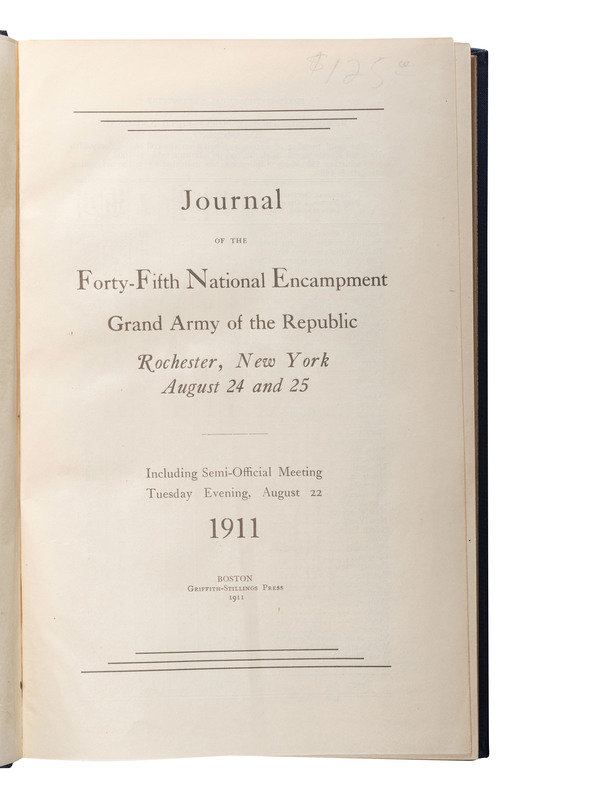 $125.00
Journal
OF THE
Forty-Fifth National Encampment
Grand Army of the Republic
Rochester, New York
August 24 and 25
Including Semi-Official Meeting
Tuesday Evening, August 22
1911
BOSTON
Griffith-Stillings Press
1911